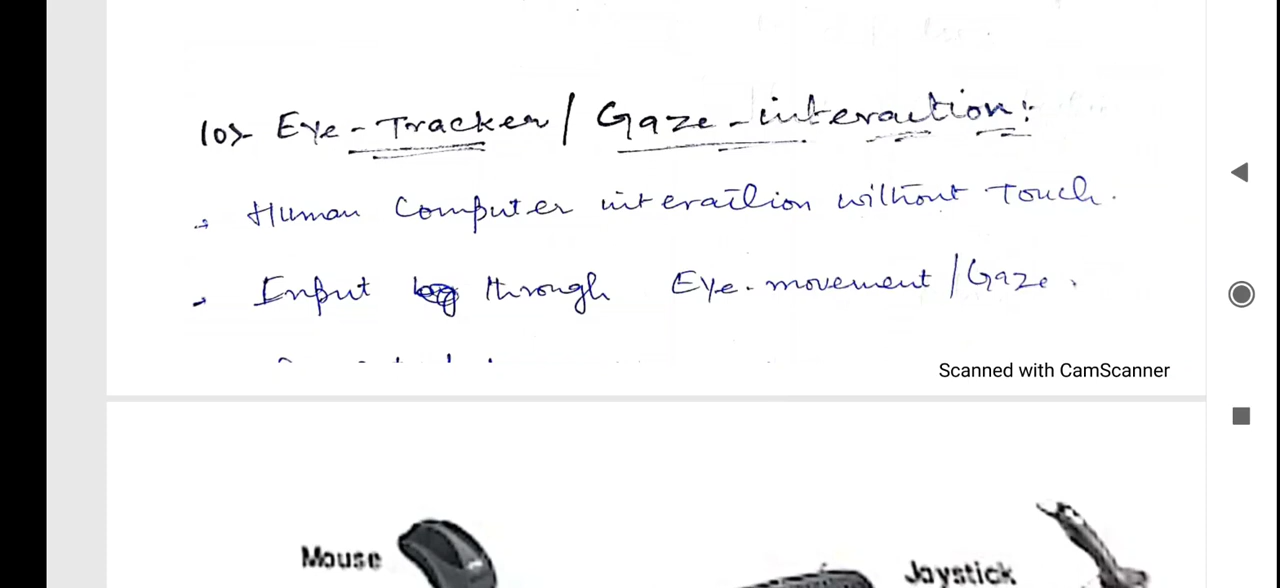 10>- Eye-Tracker / Gaze-interaction:
→ Human Computer interaction without Touch.
→ Input through Eye-movement / Gaze.
Scanned with CamScanner
Mouse
Joystick